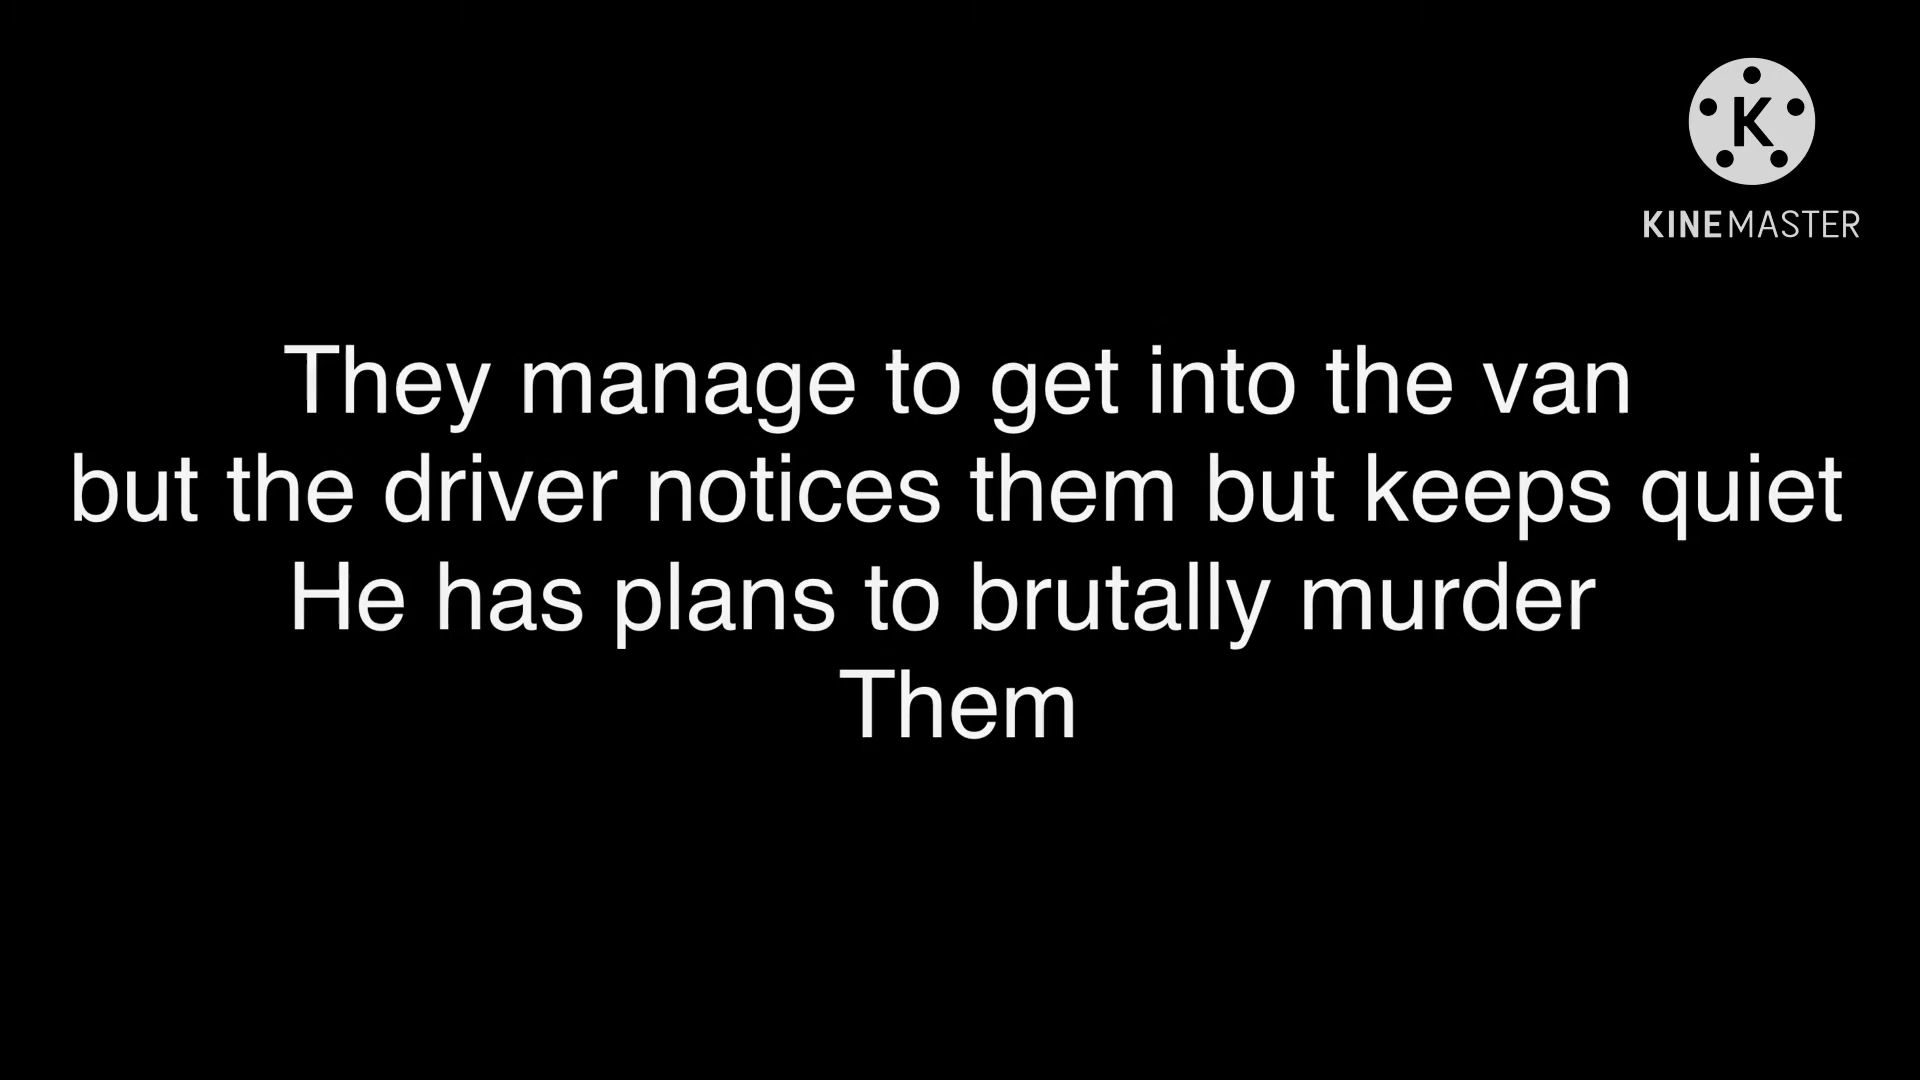 K
KINEMASTER
They manage to get into the van
but the driver notices them but keeps quiet
He has plans to brutally murder
Them